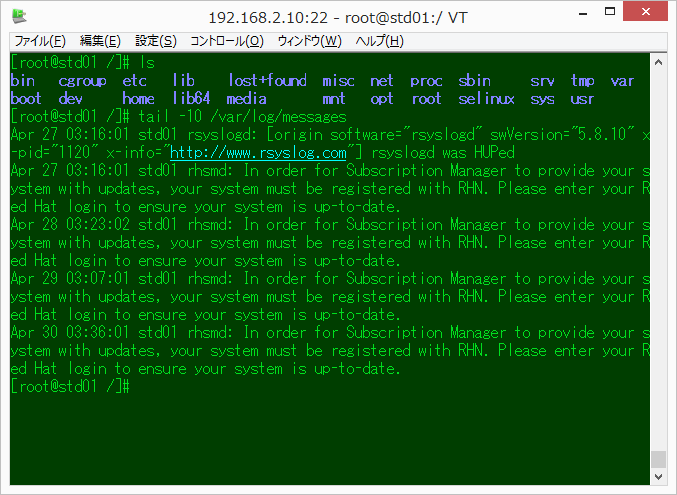 192.168.2.10:22 - root@std01:/ VT
ファイル(F) 編集(E) 設定(S) コントロール(O) ウィンドウ(W) ヘルプ(H)
[root@std01 /]# ls
bin cgroup etc lib lost+found misc net proc sbin srv tmp var
boot dev home lib64 media mnt opt root selinux sys usr
[root@std01 /]# tail -10 /var/log/messages
Apr 27 03:16:01 std01 rsyslogd: [origin software="rsyslogd" swVersion="5.8.10" x
-pid="1120" x-info="http://www.rsyslog.com"] rsyslogd was HUPed
Apr 27 03:16:01 std01 rhsmd: In order for Subscription Manager to provide your s
ystem with updates, your system must be registered with RHN. Please enter your R
ed Hat login to ensure your system is up-to-date.
Apr 28 03:23:02 std01 rhsmd: In order for Subscription Manager to provide your s
ystem with updates, your system must be registered with RHN. Please enter your R
ed Hat login to ensure your system is up-to-date.
Apr 29 03:07:01 std01 rhsmd: In order for Subscription Manager to provide your s
ystem with updates, your system must be registered with RHN. Please enter your R
ed Hat login to ensure your system is up-to-date.
Apr 30 03:36:01 std01 rhsmd: In order for Subscription Manager to provide your s
ystem with updates, your system must be registered with RHN. Please enter your R
ed Hat login to ensure your system is up-to-date.
[root@std01 /]#